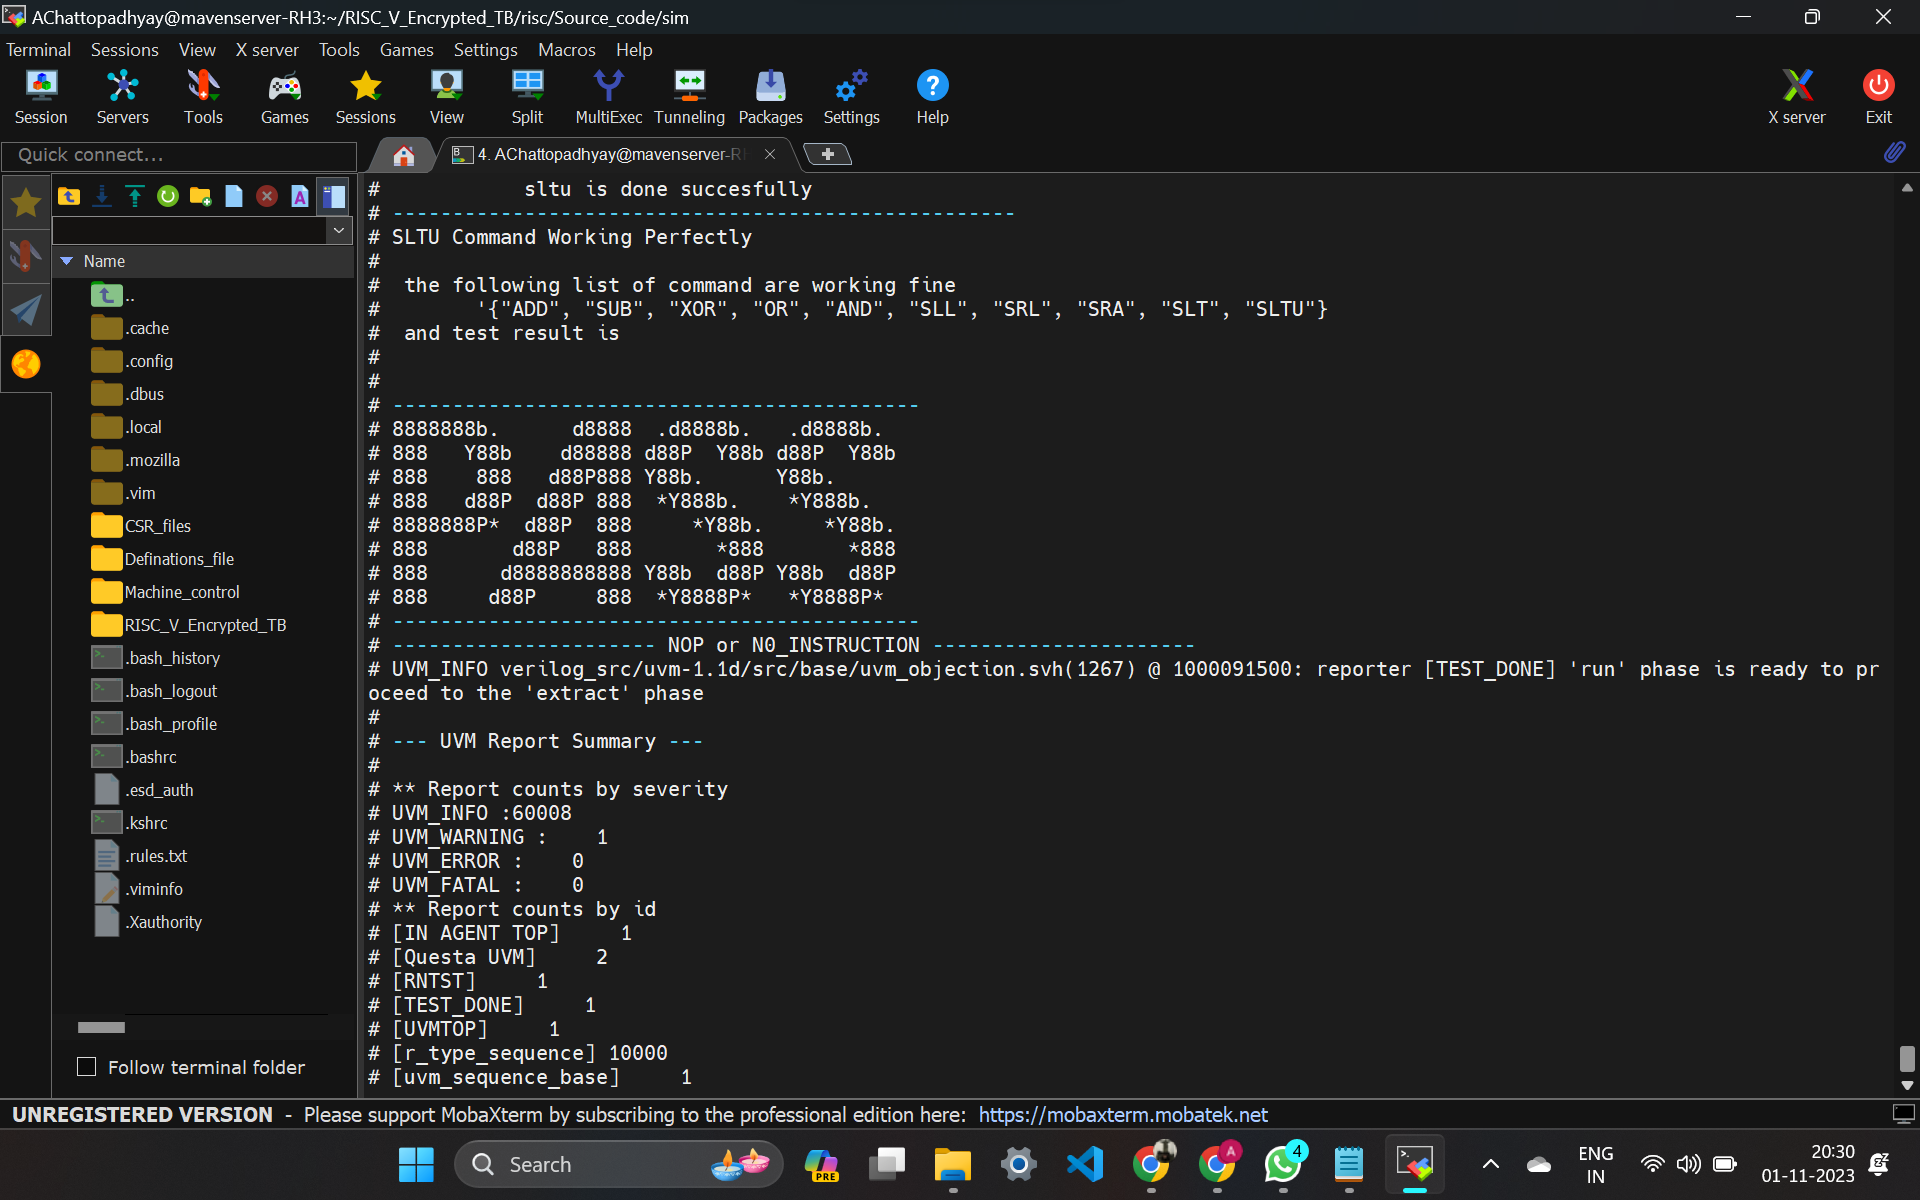 AChattopadhyay@mavenserver-RH3:~/RISC_V_Encrypted_TB/risc/Source_code/sim
Terminal Sessions View X server Tools Games Settings Macros Help
Session Servers Tools Games Sessions View Split MultiExec Tunneling Packages Settings Help X server Exit
Quick connect...
4. AChattopadhyay@mavenserver-R
Name
..
.cache
.config
.dbus
.local
.mozilla
.vim
CSR_files
Definations_file
Machine_control
RISC_V_Encrypted_TB
.bash_history
.bash_logout
.bash_profile
.bashrc
.esd_auth
.kshrc
.rules.txt
.viminfo
.Xauthority
Follow terminal folder
#            sltu is done succesfully
# ----------------------------------------------------
# SLTU Command Working Perfectly
#
#  the following list of command are working fine
#        '{"ADD", "SUB", "XOR", "OR", "AND", "SLL", "SRL", "SRA", "SLT", "SLTU"}
#  and test result is
#
#
# --------------------------------------------
# 8888888b.      d8888  .d8888b.   .d8888b.
# 888   Y88b    d88888 d88P  Y88b d88P  Y88b
# 888    888   d88P888 Y88b.      Y88b.
# 888   d88P  d88P 888  *Y888b.    *Y888b.
# 8888888P*  d88P  888     *Y88b.     *Y88b.
# 888       d88P   888       *888       *888
# 888      d8888888888 Y88b  d88P Y88b  d88P
# 888     d88P     888  *Y8888P*   *Y8888P*
# --------------------------------------------
# ---------------------- NOP or N0_INSTRUCTION ----------------------
# UVM_INFO verilog_src/uvm-1.1d/src/base/uvm_objection.svh(1267) @ 1000091500: reporter [TEST_DONE] 'run' phase is ready to pr
oceed to the 'extract' phase
#
# --- UVM Report Summary ---
#
# ** Report counts by severity
# UVM_INFO :60008
# UVM_WARNING :    1
# UVM_ERROR :    0
# UVM_FATAL :    0
# ** Report counts by id
# [IN AGENT TOP]     1
# [Questa UVM]     2
# [RNTST]     1
# [TEST_DONE]     1
# [UVMTOP]     1
# [r_type_sequence] 10000
# [uvm_sequence_base]     1
UNREGISTERED VERSION - Please support MobaXterm by subscribing to the professional edition here: https://mobaxterm.mobatek.net
Search
PRE
A
4
ENG
IN
20:30
01-11-2023